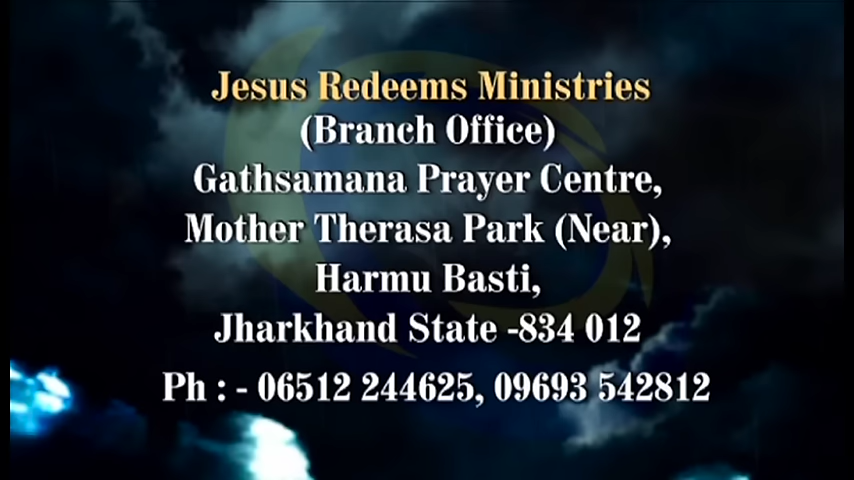 Jesus Redeems Ministries
(Branch Office)
Gathsamana Prayer Centre,
Mother Therasa Park (Near),
Harmu Basti,
Jharkhand State -834 012
Ph : - 06512 244625, 09693 542812